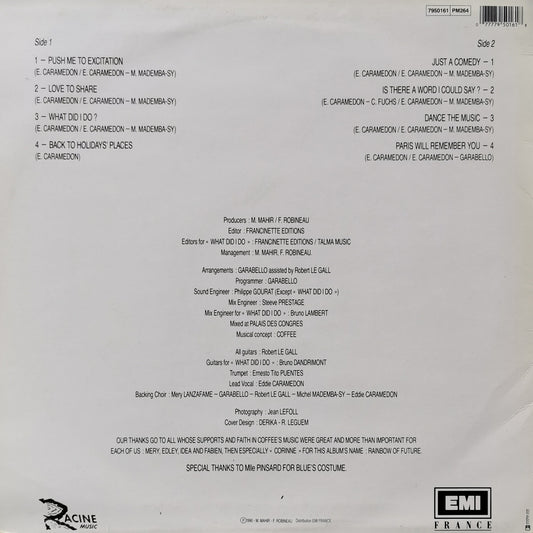 7950161 PM264
0 77779 50161
Side 1
1 – PUSH ME TO EXCITATION
(E. CARAMEDON / E. CARAMEDON – M. MADEMBA-SY)
2 – LOVE TO SHARE
(E. CARAMEDON / E. CARAMEDON – M. MADEMBA-SY)
3 – WHAT DID I DO ?
(E. CARAMEDON / E. CARAMEDON – M. MADEMBA-SY)
4 – BACK TO HOLIDAYS' PLACES
(E. CARAMEDON)
Side 2
JUST A COMEDY – 1
(E. CARAMEDON / E. CARAMEDON – M. MADEMBA-SY)
IS THERE A WORD I COULD SAY ? – 2
(E. CARAMEDON – C. FUCHS / E. CARAMEDON – M. MADEMBA-SY)
DANCE THE MUSIC – 3
(E. CARAMEDON / E. CARAMEDON – M. MADEMBA-SY)
PARIS WILL REMEMBER YOU – 4
(E. CARAMEDON / E. CARAMEDON – GARABELLO)
Producers : M. MAHIR / F. ROBINEAU
Editor : FRANCINETTE EDITIONS
Editors for « WHAT DID I DO » : FRANCINETTE EDITIONS / TALMA MUSIC
Management : M. MAHIR, F. ROBINEAU.
Arrangements : GARABELLO assisted by Robert LE GALL
Programmer : GARABELLO
Sound Engineer : Philippe GOURAT (Except « WHAT DID I DO »)
Mix Engineer : Steeve PRESTAGE
Mix Engineer for « WHAT DID I DO » : Bruno LAMBERT
Mixed at PALAIS DES CONGRES
Musical concept : COFFEE
All guitars : Robert LE GALL
Guitars for « WHAT DID I DO » : Bruno DANDRIMONT
Trumpet : Ernesto Tito PUENTES
Lead Vocal : Eddie CARAMEDON
Backing Choir : Mery LANZAFAME – GARABELLO – Robert LE GALL – Michel MADEMBA-SY – Eddie CARAMEDON
Photography : Jean LEFOLL
Cover Design : DERIKA - R. LEGUEM
OUR THANKS GO TO ALL WHOSE SUPPORTS AND FAITH IN COFFEE'S MUSIC WERE GREAT AND MORE THAN IMPORTANT FOR
EACH OF US : MERY, EDLEY, IDEA AND FABIEN, THEN ESPECIALLY « CORINNE » FOR THIS ALBUM'S NAME : RAINBOW OF FUTURE.
SPECIAL THANKS TO Mlle PINSARD FOR BLUE'S COSTUME.
RACINE
MUSIC
℗ 1990 - M. MAHIR / F. ROBINEAU Distribution EMI FRANCE
EMI
FRANCE